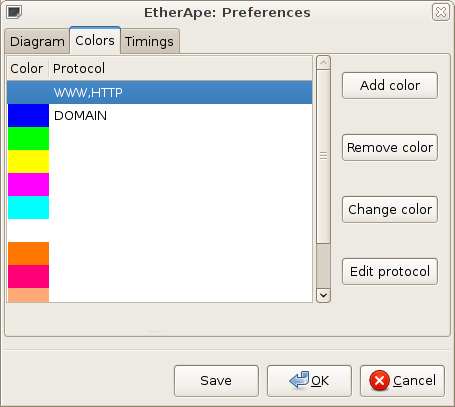 EtherApe: Preferences
Diagram Colors Timings
Color Protocol
WWW,HTTP
DOMAIN
Add color
Remove color
Change color
Edit protocol
Save OK Cancel